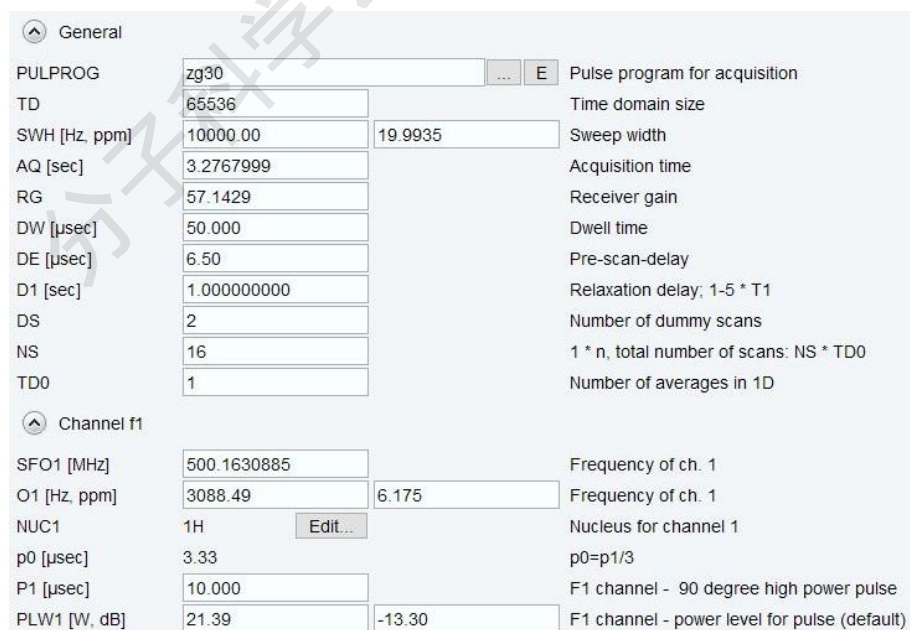 General
PULPROG zg30 ... E Pulse program for acquisition
TD 65536 Time domain size
SWH [Hz, ppm] 10000.00 19.9935 Sweep width
AQ [sec] 3.2767999 Acquisition time
RG 57.1429 Receiver gain
DW [µsec] 50.000 Dwell time
DE [µsec] 6.50 Pre-scan-delay
D1 [sec] 1.000000000 Relaxation delay; 1-5 * T1
DS 2 Number of dummy scans
NS 16 1 * n, total number of scans: NS * TD0
TD0 1 Number of averages in 1D
Channel f1
SFO1 [MHz] 500.1630885 Frequency of ch. 1
O1 [Hz, ppm] 3088.49 6.175 Frequency of ch. 1
NUC1 1H Edit... Nucleus for channel 1
p0 [µsec] 3.33 p0=p1/3
P1 [µsec] 10.000 F1 channel - 90 degree high power pulse
PLW1 [W, dB] 21.39 -13.30 F1 channel - power level for pulse (default)
分子科学